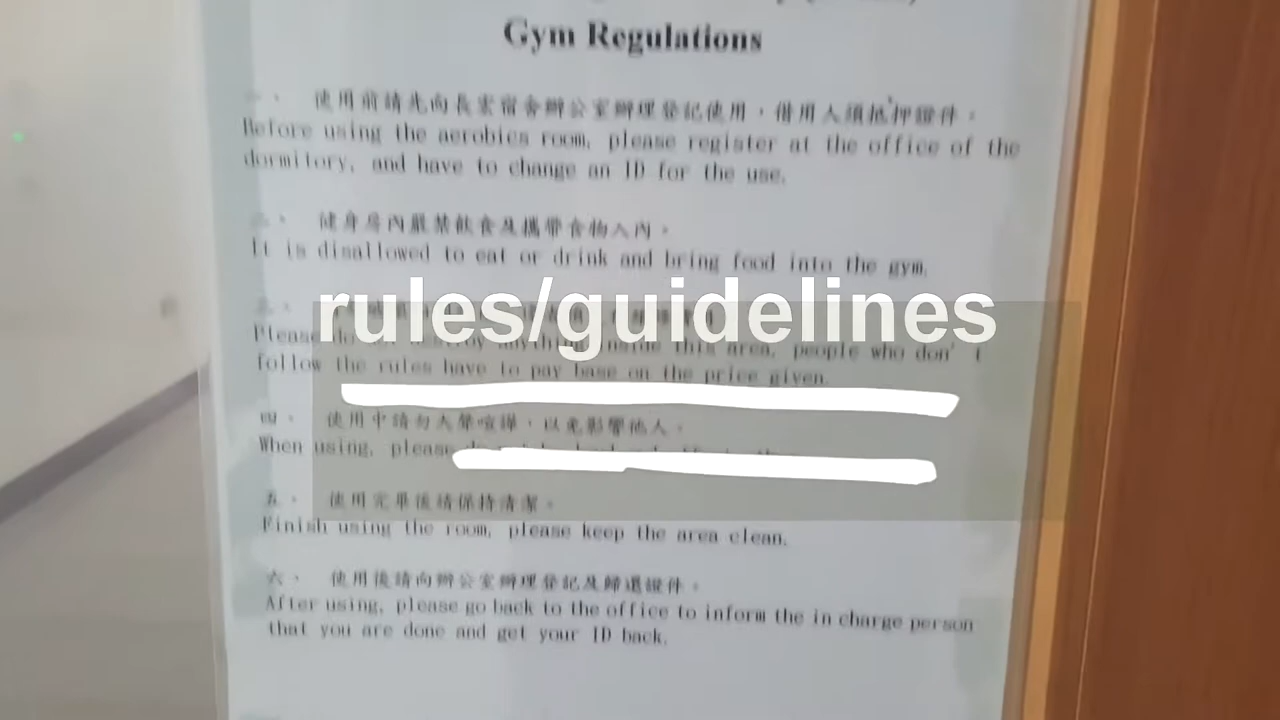 Gym Regulations
一、 使用前請先向長宏宿舍辦公室辦理登記使用，借用人須抵押證件。
Before using the aerobics room, please register at the office of the
dormitory, and have to change an ID for the use.
二、 健身房內嚴禁飲食及攜帶食物入內。
It is disallowed to eat or drink and bring food into the gym.
rules/guidelines
三、
Please anything inside this area, people who don't
follow the rules have to pay base on the price given.
四、 使用中請勿大聲喧譁，以免影響他人。
When using, please
五、 使用完畢後請保持清潔。
Finish using the room, please keep the area clean.
六、 使用後請向辦公室辦理登記及歸還證件。
After using, please go back to the office to inform the in charge person
that you are done and get your ID back.